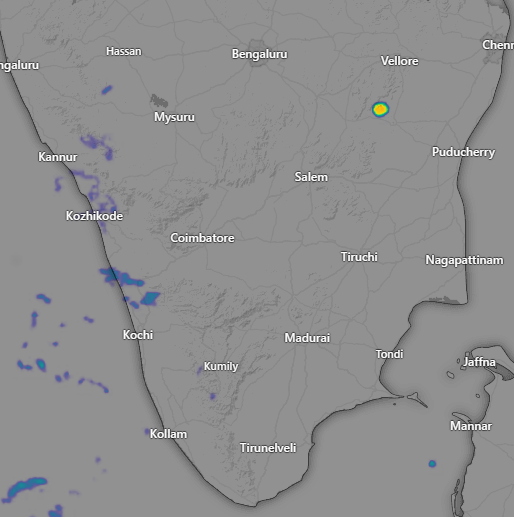 Chenn
Hassan
Bengaluru
Vellore
ngaluru
Mysuru
Puducherry
Kannur
Salem
Kozhikode
Coimbatore
Tiruchi
Nagapattinam
Kochi
Madurai
Tondi
Jaffna
Kumily
Mannar
Kollam
Tirunelveli